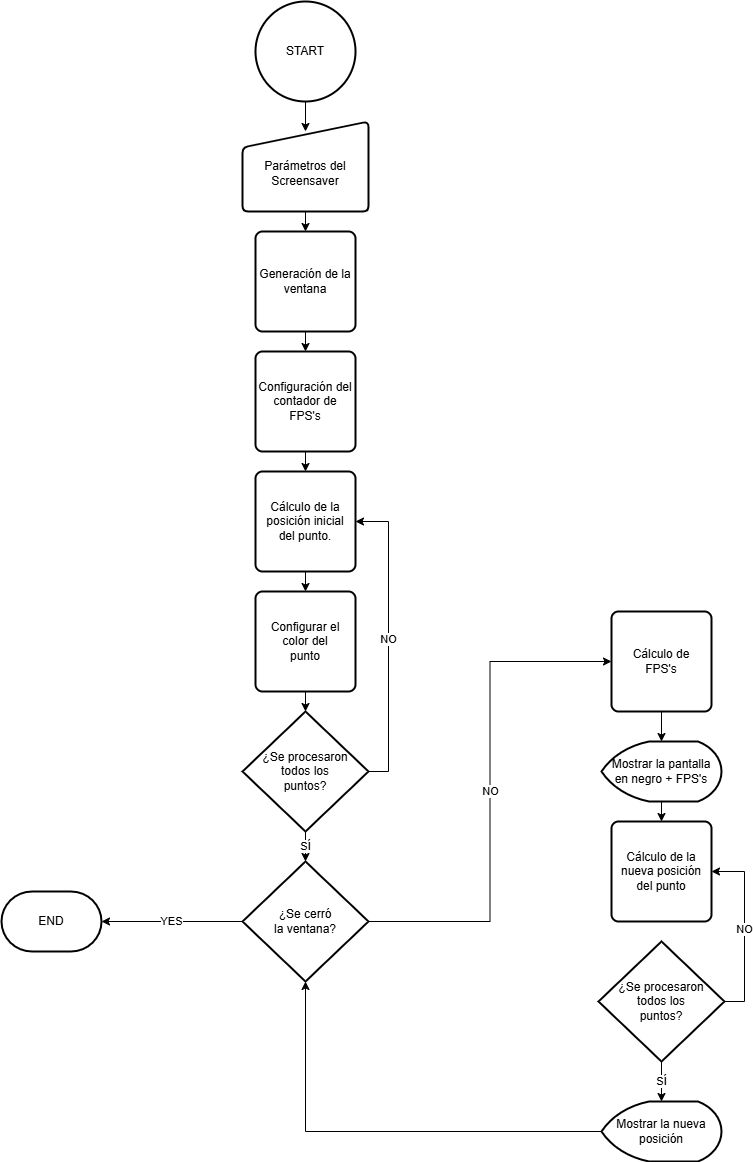 START
Parámetros del
Screensaver
Generación de la
ventana
Configuración del
contador de
FPS's
Cálculo de la
posición inicial
del punto.
Configurar el
color del
punto
NO
¿Se procesaron
todos los
puntos?
SÍ
¿Se cerró
la ventana?
YES
END
NO
Cálculo de
FPS's
Mostrar la pantalla
en negro + FPS's
Cálculo de la
nueva posición
del punto
NO
¿Se procesaron
todos los
puntos?
SÍ
Mostrar la nueva
posición